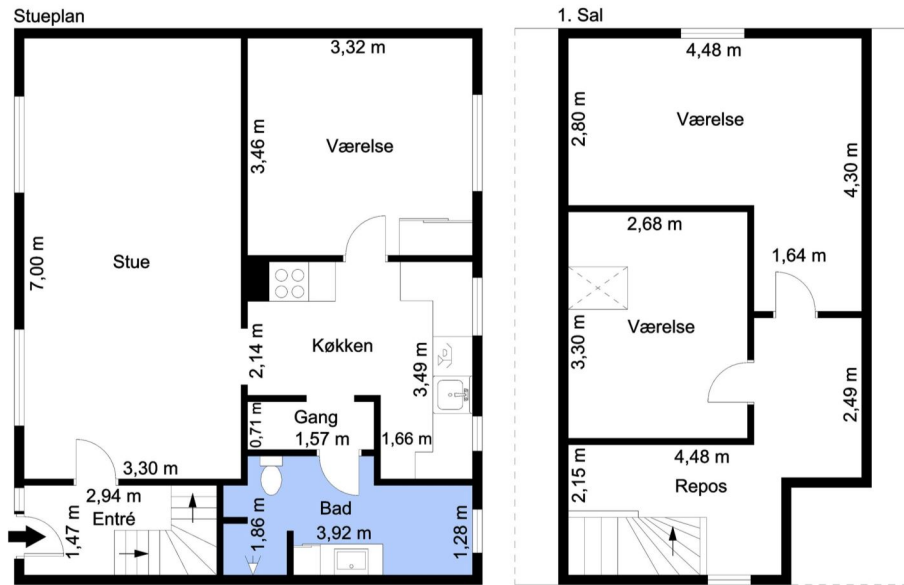 Stueplan
3,32 m
3,46 m
Værelse
7,00 m
Stue
2,14 m
Køkken
3,49 m
0,71 m
Gang
1,57 m
1,66 m
3,30 m
2,94 m
Entré
1,47 m
Bad
1,86 m
3,92 m
1,28 m
1. Sal
4,48 m
2,80 m
Værelse
4,30 m
2,68 m
1,64 m
3,30 m
Værelse
2,49 m
4,48 m
2,15 m
Repos